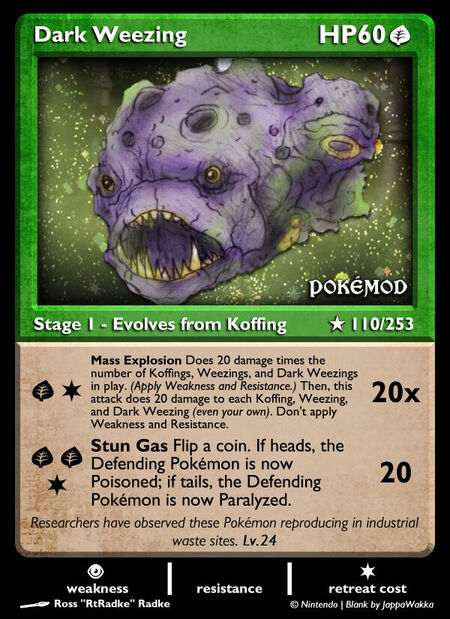 Dark Weezing HP60
POKÉMOD
Stage 1 - Evolves from Koffing ★ 110/253
Mass Explosion Does 20 damage times the
number of Koffings, Weezings, and Dark Weezings
in play. (Apply Weakness and Resistance.) Then, this
attack does 20 damage to each Koffing, Weezing,
and Dark Weezing (even your own). Don't apply
Weakness and Resistance.
20x
Stun Gas Flip a coin. If heads, the
Defending Pokémon is now
Poisoned; if tails, the Defending
Pokémon is now Paralyzed.
20
Researchers have observed these Pokémon reproducing in industrial
waste sites. Lv.24
weakness resistance retreat cost
Ross "RtRadke" Radke © Nintendo | Blank by JappaWakka